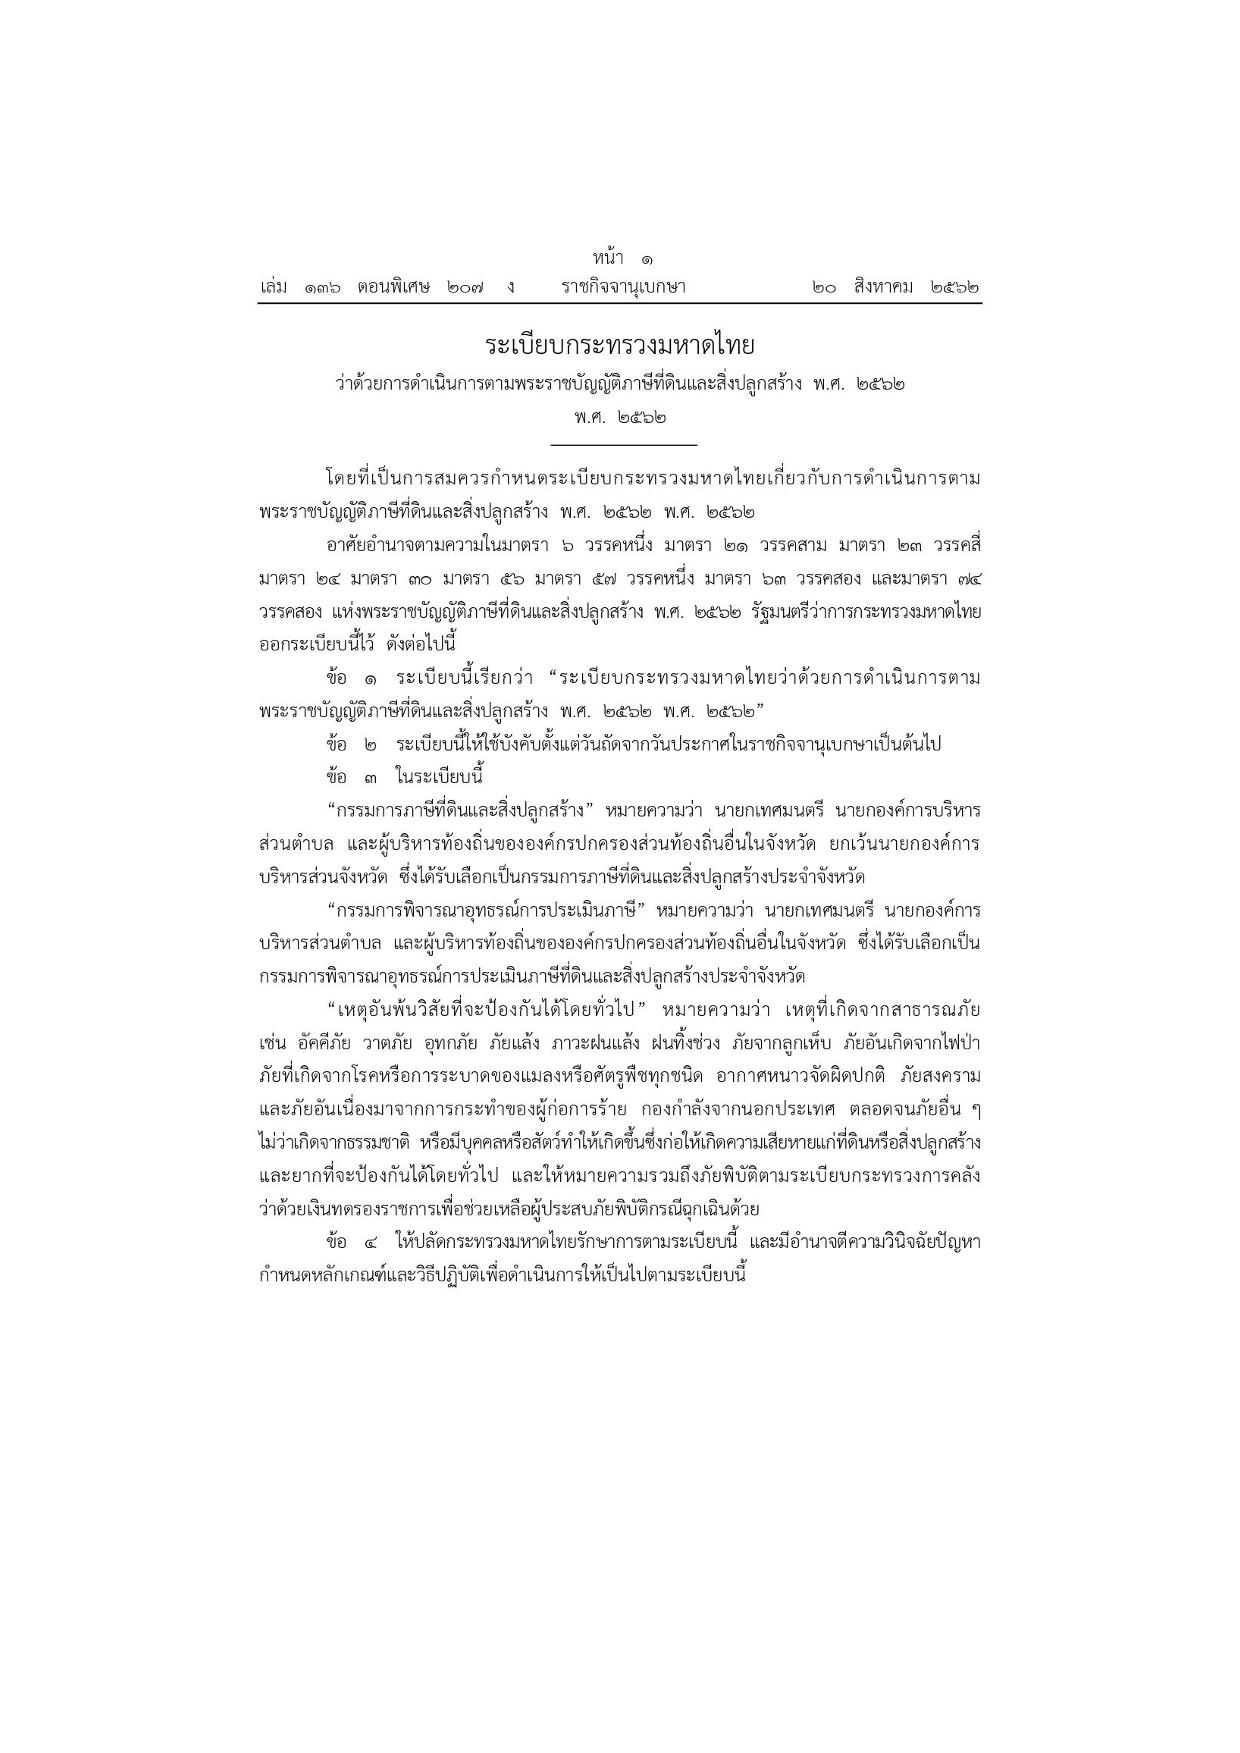 หน้า ๑
เล่ม ๑๓๖ ตอนพิเศษ ๒๐๗ ง ราชกิจจานุเบกษา ๒๐ สิงหาคม ๒๕๖๒
ระเบียบกระทรวงมหาดไทย
ว่าด้วยการดำเนินการตามพระราชบัญญัติภาษีที่ดินและสิ่งปลูกสร้าง พ.ศ. ๒๕๖๒
พ.ศ. ๒๕๖๒
โดยที่เป็นการสมควรกำหนดระเบียบกระทรวงมหาดไทยเกี่ยวกับการดำเนินการตาม
พระราชบัญญัติภาษีที่ดินและสิ่งปลูกสร้าง พ.ศ. ๒๕๖๒ พ.ศ. ๒๕๖๒
อาศัยอำนาจตามความในมาตรา ๖ วรรคหนึ่ง มาตรา ๒๑ วรรคสาม มาตรา ๒๓ วรรคสี่
มาตรา ๒๔ มาตรา ๓๐ มาตรา ๕๖ มาตรา ๕๗ วรรคหนึ่ง มาตรา ๖๓ วรรคสอง และมาตรา ๗๔
วรรคสอง แห่งพระราชบัญญัติภาษีที่ดินและสิ่งปลูกสร้าง พ.ศ. ๒๕๖๒ รัฐมนตรีว่าการกระทรวงมหาดไทย
ออกระเบียบนี้ไว้ ดังต่อไปนี้
ข้อ ๑ ระเบียบนี้เรียกว่า “ระเบียบกระทรวงมหาดไทยว่าด้วยการดำเนินการตาม
พระราชบัญญัติภาษีที่ดินและสิ่งปลูกสร้าง พ.ศ. ๒๕๖๒ พ.ศ. ๒๕๖๒”
ข้อ ๒ ระเบียบนี้ให้ใช้บังคับตั้งแต่วันถัดจากวันประกาศในราชกิจจานุเบกษาเป็นต้นไป
ข้อ ๓ ในระเบียบนี้
“กรรมการภาษีที่ดินและสิ่งปลูกสร้าง” หมายความว่า นายกเทศมนตรี นายกองค์การบริหาร
ส่วนตำบล และผู้บริหารท้องถิ่นขององค์กรปกครองส่วนท้องถิ่นอื่นในจังหวัด ยกเว้นนายกองค์การ
บริหารส่วนจังหวัด ซึ่งได้รับเลือกเป็นกรรมการภาษีที่ดินและสิ่งปลูกสร้างประจำจังหวัด
“กรรมการพิจารณาอุทธรณ์การประเมินภาษี” หมายความว่า นายกเทศมนตรี นายกองค์การ
บริหารส่วนตำบล และผู้บริหารท้องถิ่นขององค์กรปกครองส่วนท้องถิ่นอื่นในจังหวัด ซึ่งได้รับเลือกเป็น
กรรมการพิจารณาอุทธรณ์การประเมินภาษีที่ดินและสิ่งปลูกสร้างประจำจังหวัด
“เหตุอันพ้นวิสัยที่จะป้องกันได้โดยทั่วไป” หมายความว่า เหตุที่เกิดจากสาธารณภัย
เช่น อัคคีภัย วาตภัย อุทกภัย ภัยแล้ง ภาวะฝนแล้ง ฝนทิ้งช่วง ภัยจากลูกเห็บ ภัยอันเกิดจากไฟป่า
ภัยที่เกิดจากโรคหรือการระบาดของแมลงหรือศัตรูพืชทุกชนิด อากาศหนาวจัดผิดปกติ ภัยสงคราม
และภัยอันเนื่องมาจากการกระทำของผู้ก่อการร้าย กองกำลังจากนอกประเทศ ตลอดจนภัยอื่น ๆ
ไม่ว่าเกิดจากธรรมชาติ หรือมีบุคคลหรือสัตว์ทำให้เกิดขึ้นซึ่งก่อให้เกิดความเสียหายแก่ที่ดินหรือสิ่งปลูกสร้าง
และยากที่จะป้องกันได้โดยทั่วไป และให้หมายความรวมถึงภัยพิบัติตามระเบียบกระทรวงการคลัง
ว่าด้วยเงินทดรองราชการเพื่อช่วยเหลือผู้ประสบภัยพิบัติกรณีฉุกเฉินด้วย
ข้อ ๔ ให้ปลัดกระทรวงมหาดไทยรักษาการตามระเบียบนี้ และมีอำนาจตีความวินิจฉัยปัญหา
กำหนดหลักเกณฑ์และวิธีปฏิบัติเพื่อดำเนินการให้เป็นไปตามระเบียบนี้